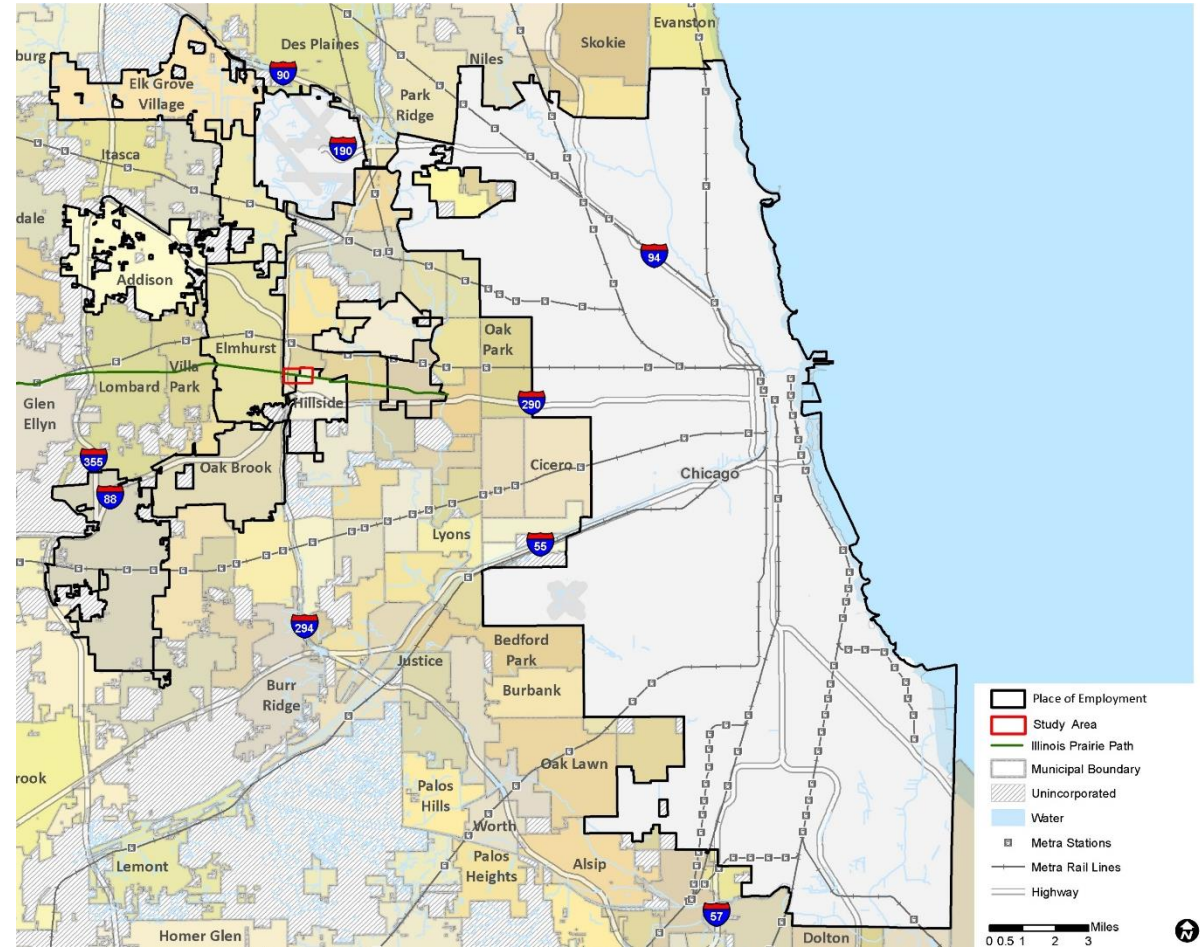 Evanston
Skokie
Des Plaines
Niles
burg
90
Elk Grove
Village
Park
Ridge
190
Itasca
dale
94
Addison
Oak
Park
Elmhurst
Villa
Park
Lombard
Glen
Ellyn
Hillside
290
355
Oak Brook
Cicero
Chicago
88
Lyons
55
294
Bedford
Park
Justice
Burbank
Burr
Ridge
Oak Lawn
rook
Palos
Hills
Worth
Lemont
Palos
Heights
Alsip
57
Homer Glen
Dolton
Place of Employment
Study Area
Illinois Prairie Path
Municipal Boundary
Unincorporated
Water
Metra Stations
Metra Rail Lines
Highway
Miles
0 0.5 1 2 3
N